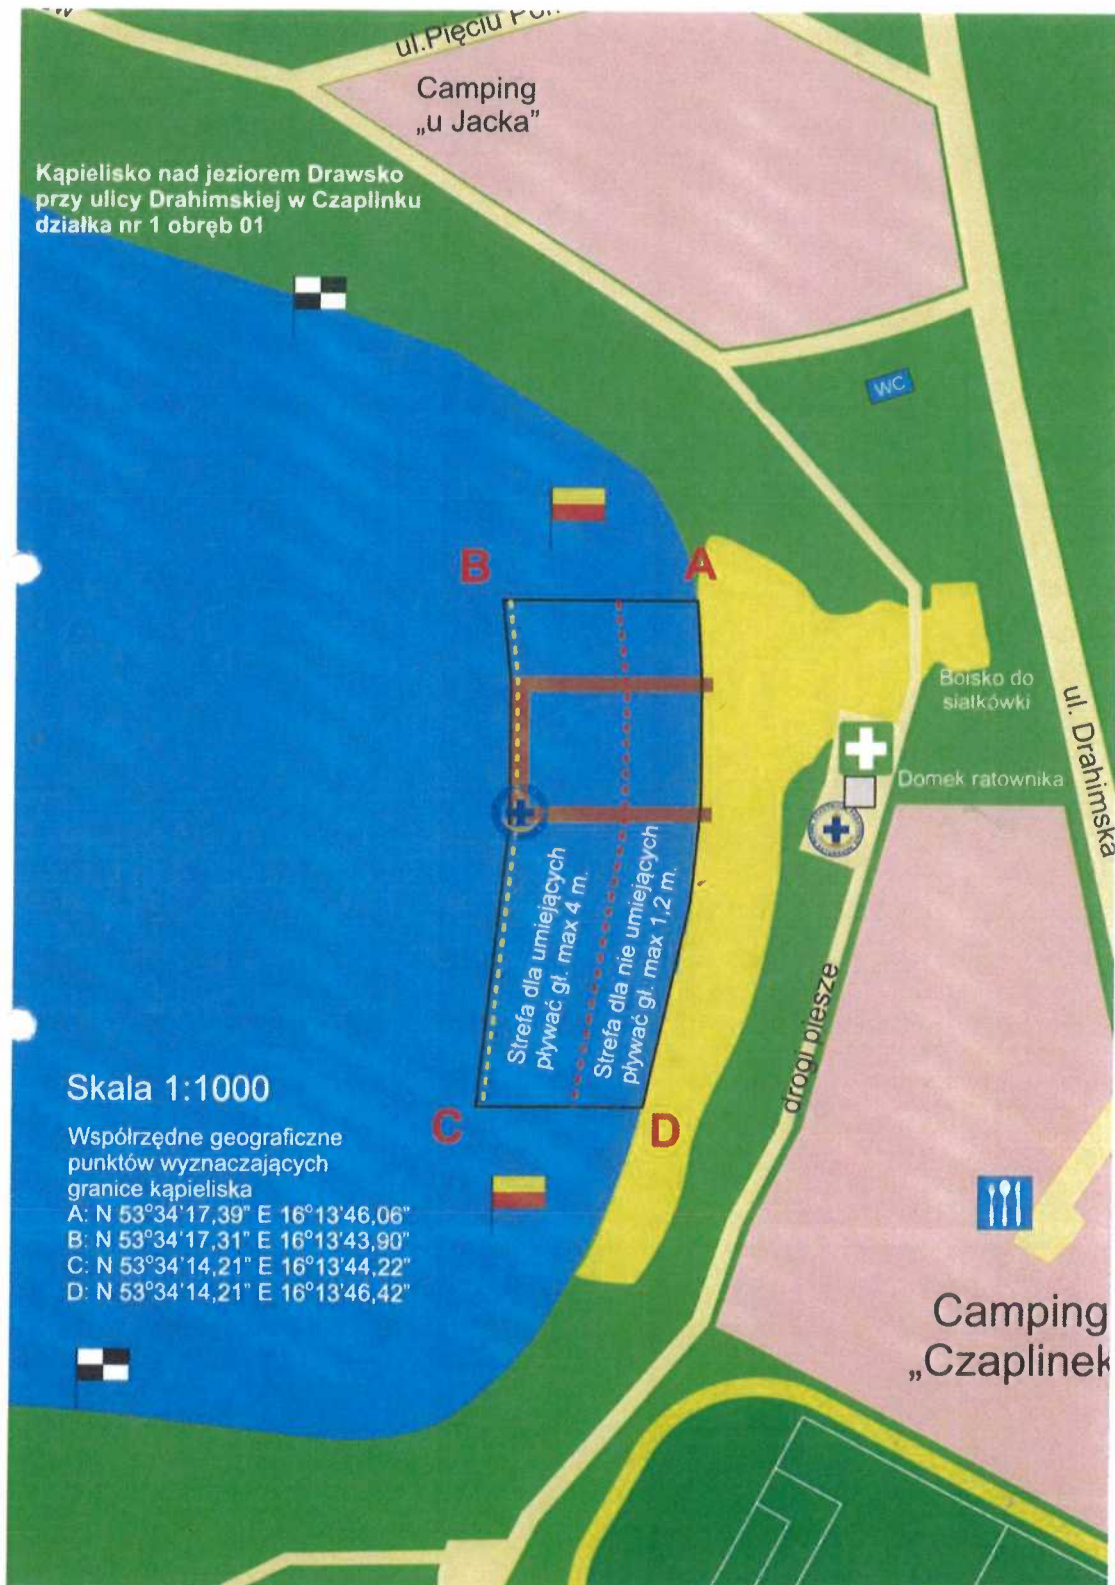 ul.Pięciu
Camping
„u Jacka”
Kąpielisko nad jeziorem Drawsko
przy ulicy Drahimskiej w Czaplinku
działka nr 1 obręb 01
WC
B
A
Boisko do
siatkówki
ul. Drahimska
Domek ratownika
Strefa dla umiejących
pływać gł. max 4 m.
Strefa dla nie umiejących
pływać gł. max 1,2 m.
drogi piesze
Skala 1:1000
C
D
Współrzędne geograficzne
punktów wyznaczających
granice kąpieliska
A: N 53°34'17,39" E 16°13'46,06"
B: N 53°34'17,31" E 16°13'43,90"
C: N 53°34'14,21" E 16°13'44,22"
D: N 53°34'14,21" E 16°13'46,42"
Camping
„Czaplinek